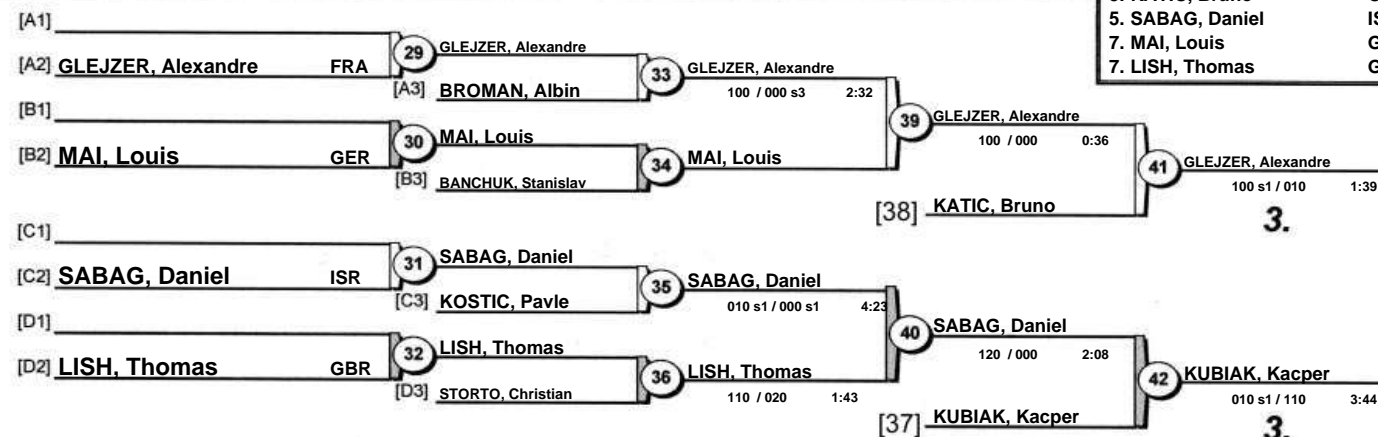 5. SABAG, Daniel
7. MAI, Louis G
7. LISH, Thomas G
[A1]
[A2] GLEJZER, Alexandre FRA
29
GLEJZER, Alexandre
[A3] BROMAN, Albin
33
GLEJZER, Alexandre
100 / 000 s3 2:32
[B1]
[B2] MAI, Louis GER
30
MAI, Louis
[B3] BANCHUK, Stanislav
34
MAI, Louis
39
GLEJZER, Alexandre
100 / 000 0:36
[38] KATIC, Bruno
41
GLEJZER, Alexandre
100 s1 / 010 1:39
3.
[C1]
[C2] SABAG, Daniel ISR
31
SABAG, Daniel
[C3] KOSTIC, Pavle
35
SABAG, Daniel
010 s1 / 000 s1 4:23
[D1]
[D2] LISH, Thomas GBR
32
LISH, Thomas
[D3] STORTO, Christian
36
LISH, Thomas
110 / 020 1:43
40
SABAG, Daniel
120 / 000 2:08
[37] KUBIAK, Kacper
42
KUBIAK, Kacper
010 s1 / 110 3:44
3.